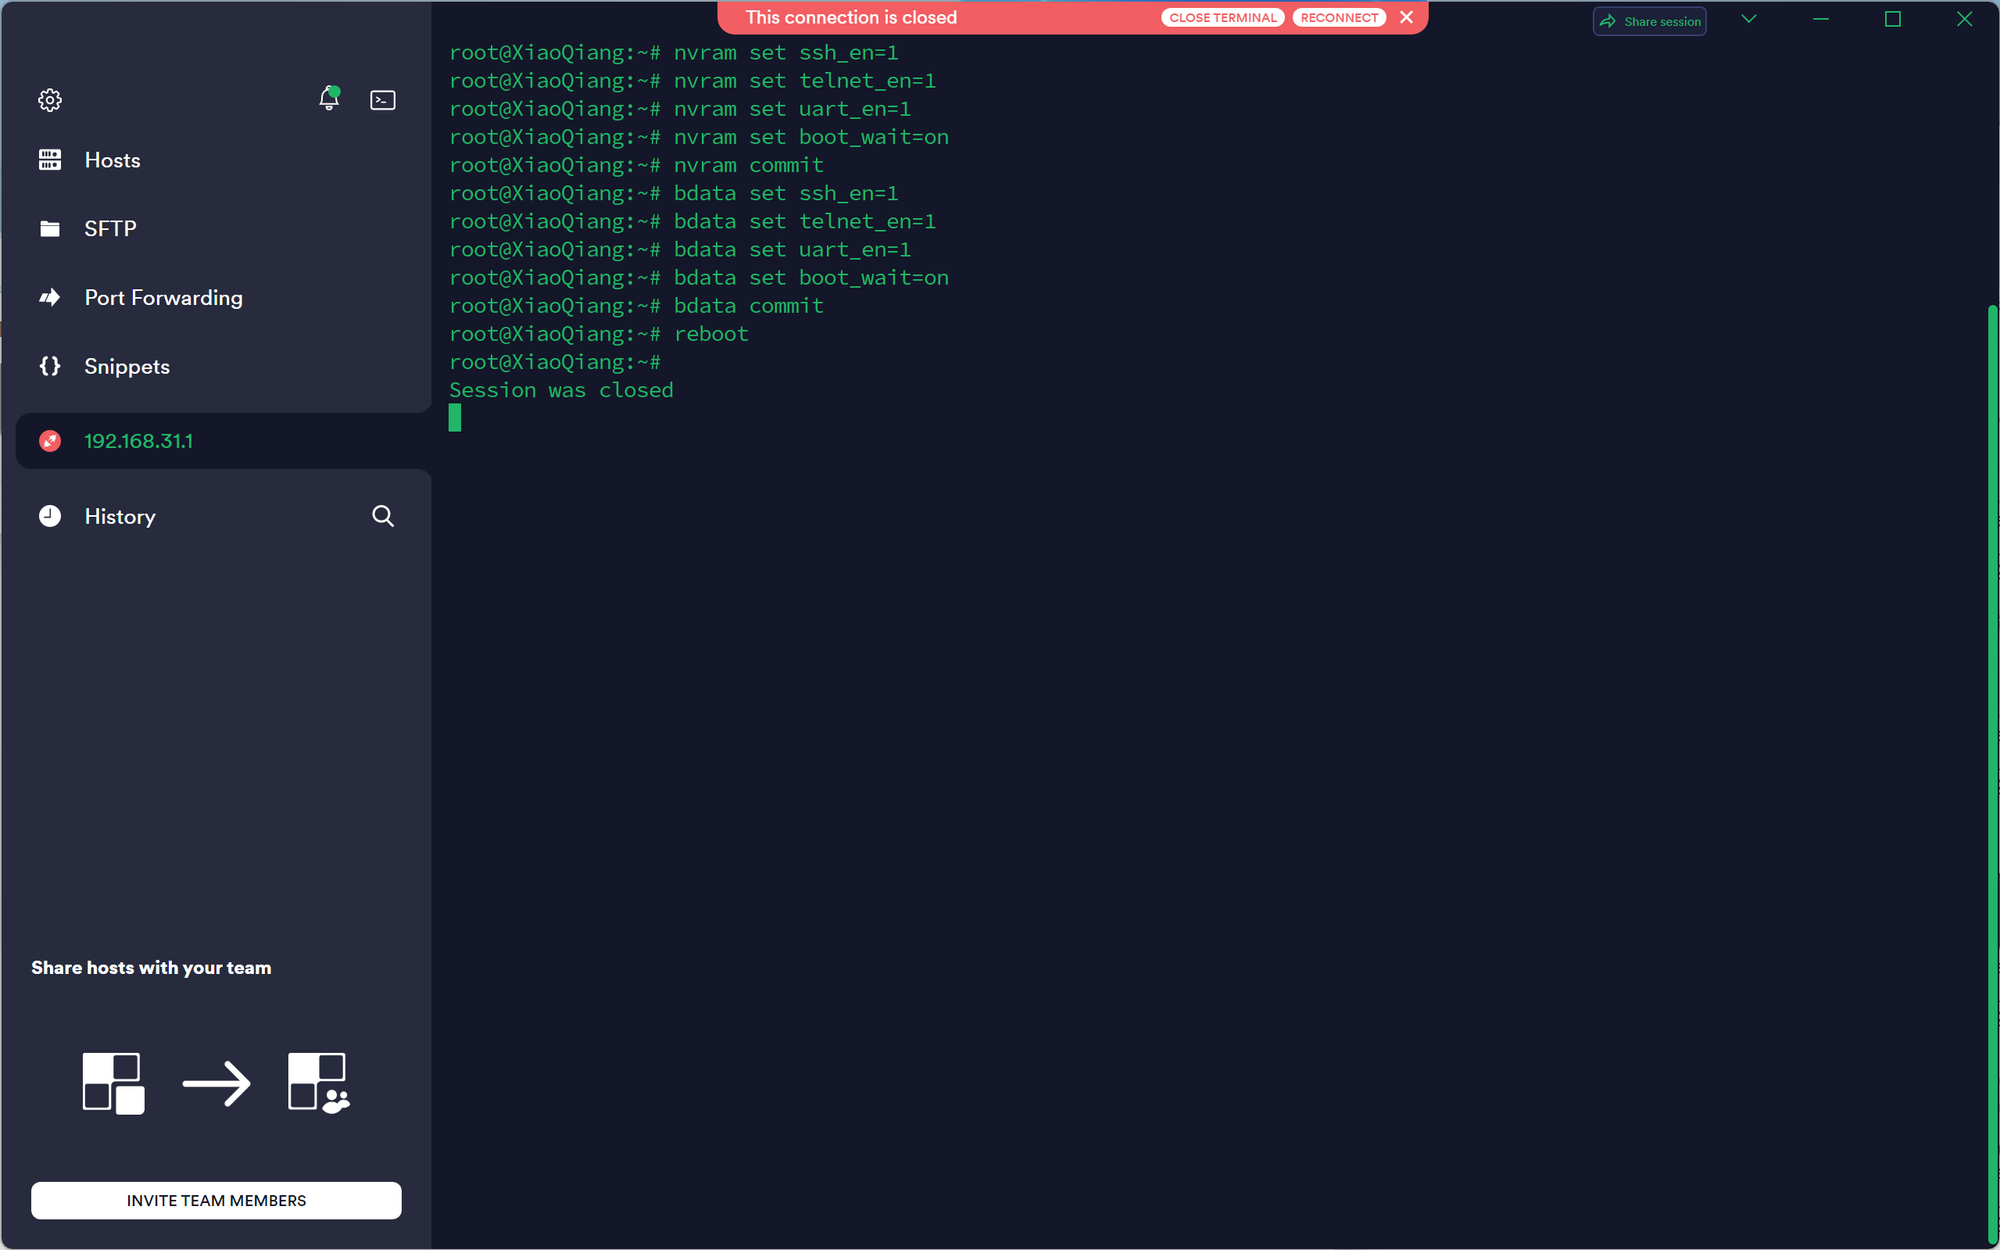 This connection is closed
CLOSE TERMINAL
RECONNECT
Share session
Hosts
SFTP
Port Forwarding
Snippets
192.168.31.1
History
Share hosts with your team
INVITE TEAM MEMBERS
root@XiaoQiang:~# nvram set ssh_en=1
root@XiaoQiang:~# nvram set telnet_en=1
root@XiaoQiang:~# nvram set uart_en=1
root@XiaoQiang:~# nvram set boot_wait=on
root@XiaoQiang:~# nvram commit
root@XiaoQiang:~# bdata set ssh_en=1
root@XiaoQiang:~# bdata set telnet_en=1
root@XiaoQiang:~# bdata set uart_en=1
root@XiaoQiang:~# bdata set boot_wait=on
root@XiaoQiang:~# bdata commit
root@XiaoQiang:~# reboot
root@XiaoQiang:~#
Session was closed